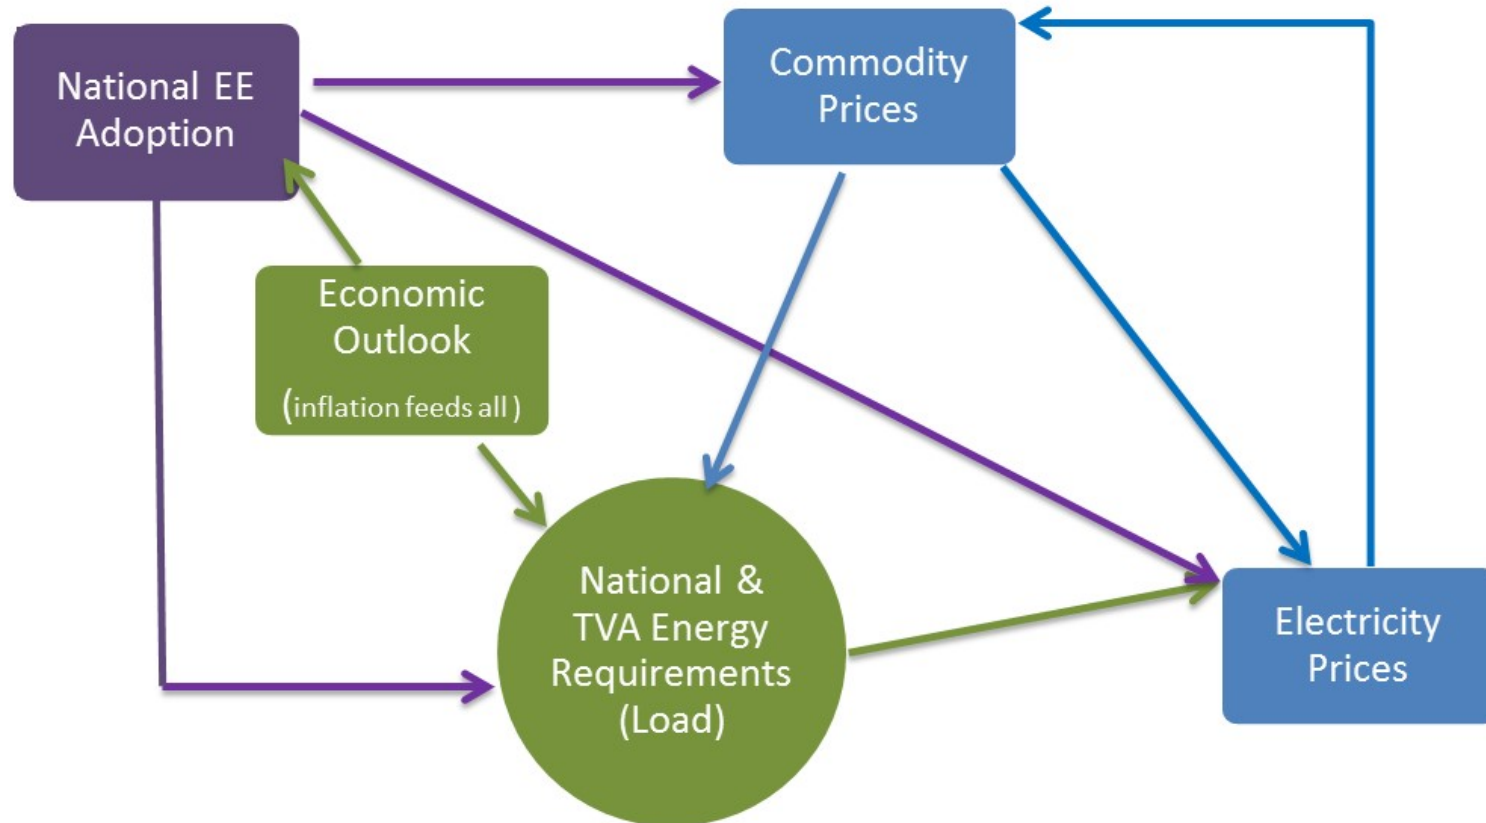 National EE
Adoption
Commodity
Prices
Economic
Outlook
(inflation feeds all )
National &
TVA Energy
Requirements
(Load)
Electricity
Prices